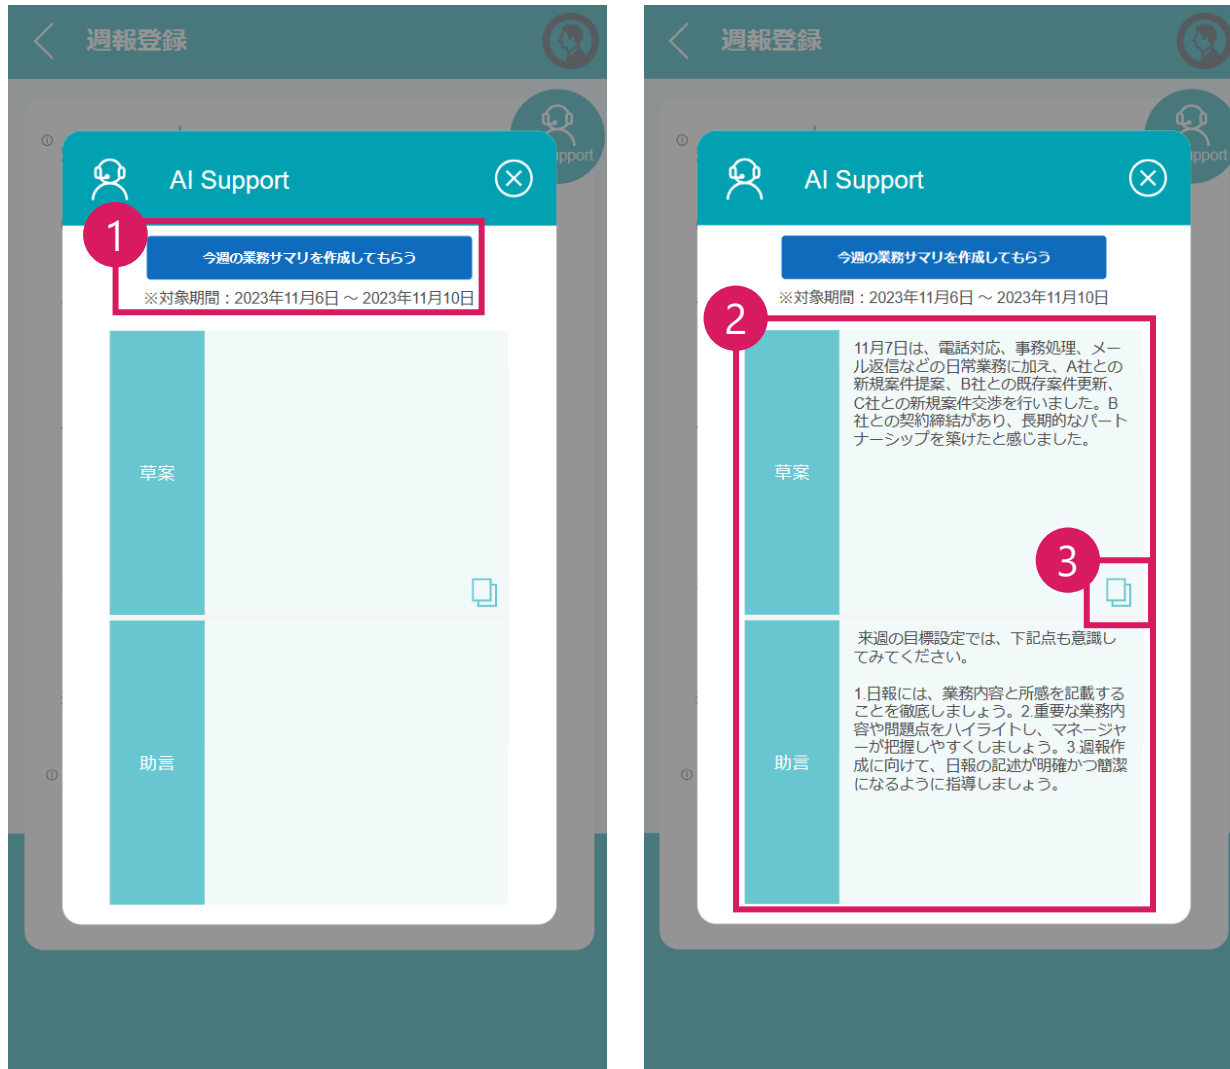 週報登録
pport
AI Support
1
今週の業務サマリを作成してもらう
※対象期間：2023年11月6日 ～ 2023年11月10日
草案
助言
週報登録
pport
AI Support
今週の業務サマリを作成してもらう
※対象期間：2023年11月6日 ～ 2023年11月10日
2
草案
11月7日は、電話対応、事務処理、メー
ル返信などの日常業務に加え、A社との
新規案件提案、B社との既存案件更新、
C社との新規案件交渉を行いました。B
社との契約締結があり、長期的なパート
ナーシップを築けたと感じました。
3
助言
来週の目標設定では、下記点も意識し
てみてください。
1.日報には、業務内容と所感を記載する
ことを徹底しましょう。2.重要な業務内
容や問題点をハイライトし、マネージャ
ーが把握しやすくしましょう。3.週報作
成に向けて、日報の記述が明確かつ簡潔
になるように指導しましょう。